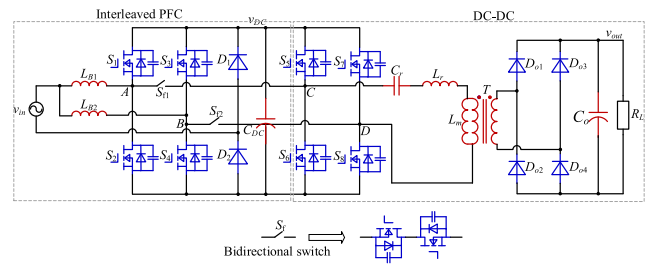 Interleaved PFC
DC-DC
v_DC
v_out
S_1
S_3
D_1
S_5
S_7
C_r
L_r
D_o1
D_o3
L_B1
A
S_f1
C
T
v_in
L_B2
B
S_f2
C_DC
D
L_m
C_o
R_L
S_2
S_4
D_2
S_6
S_8
D_o2
D_o4
S_f
Bidirectional switch